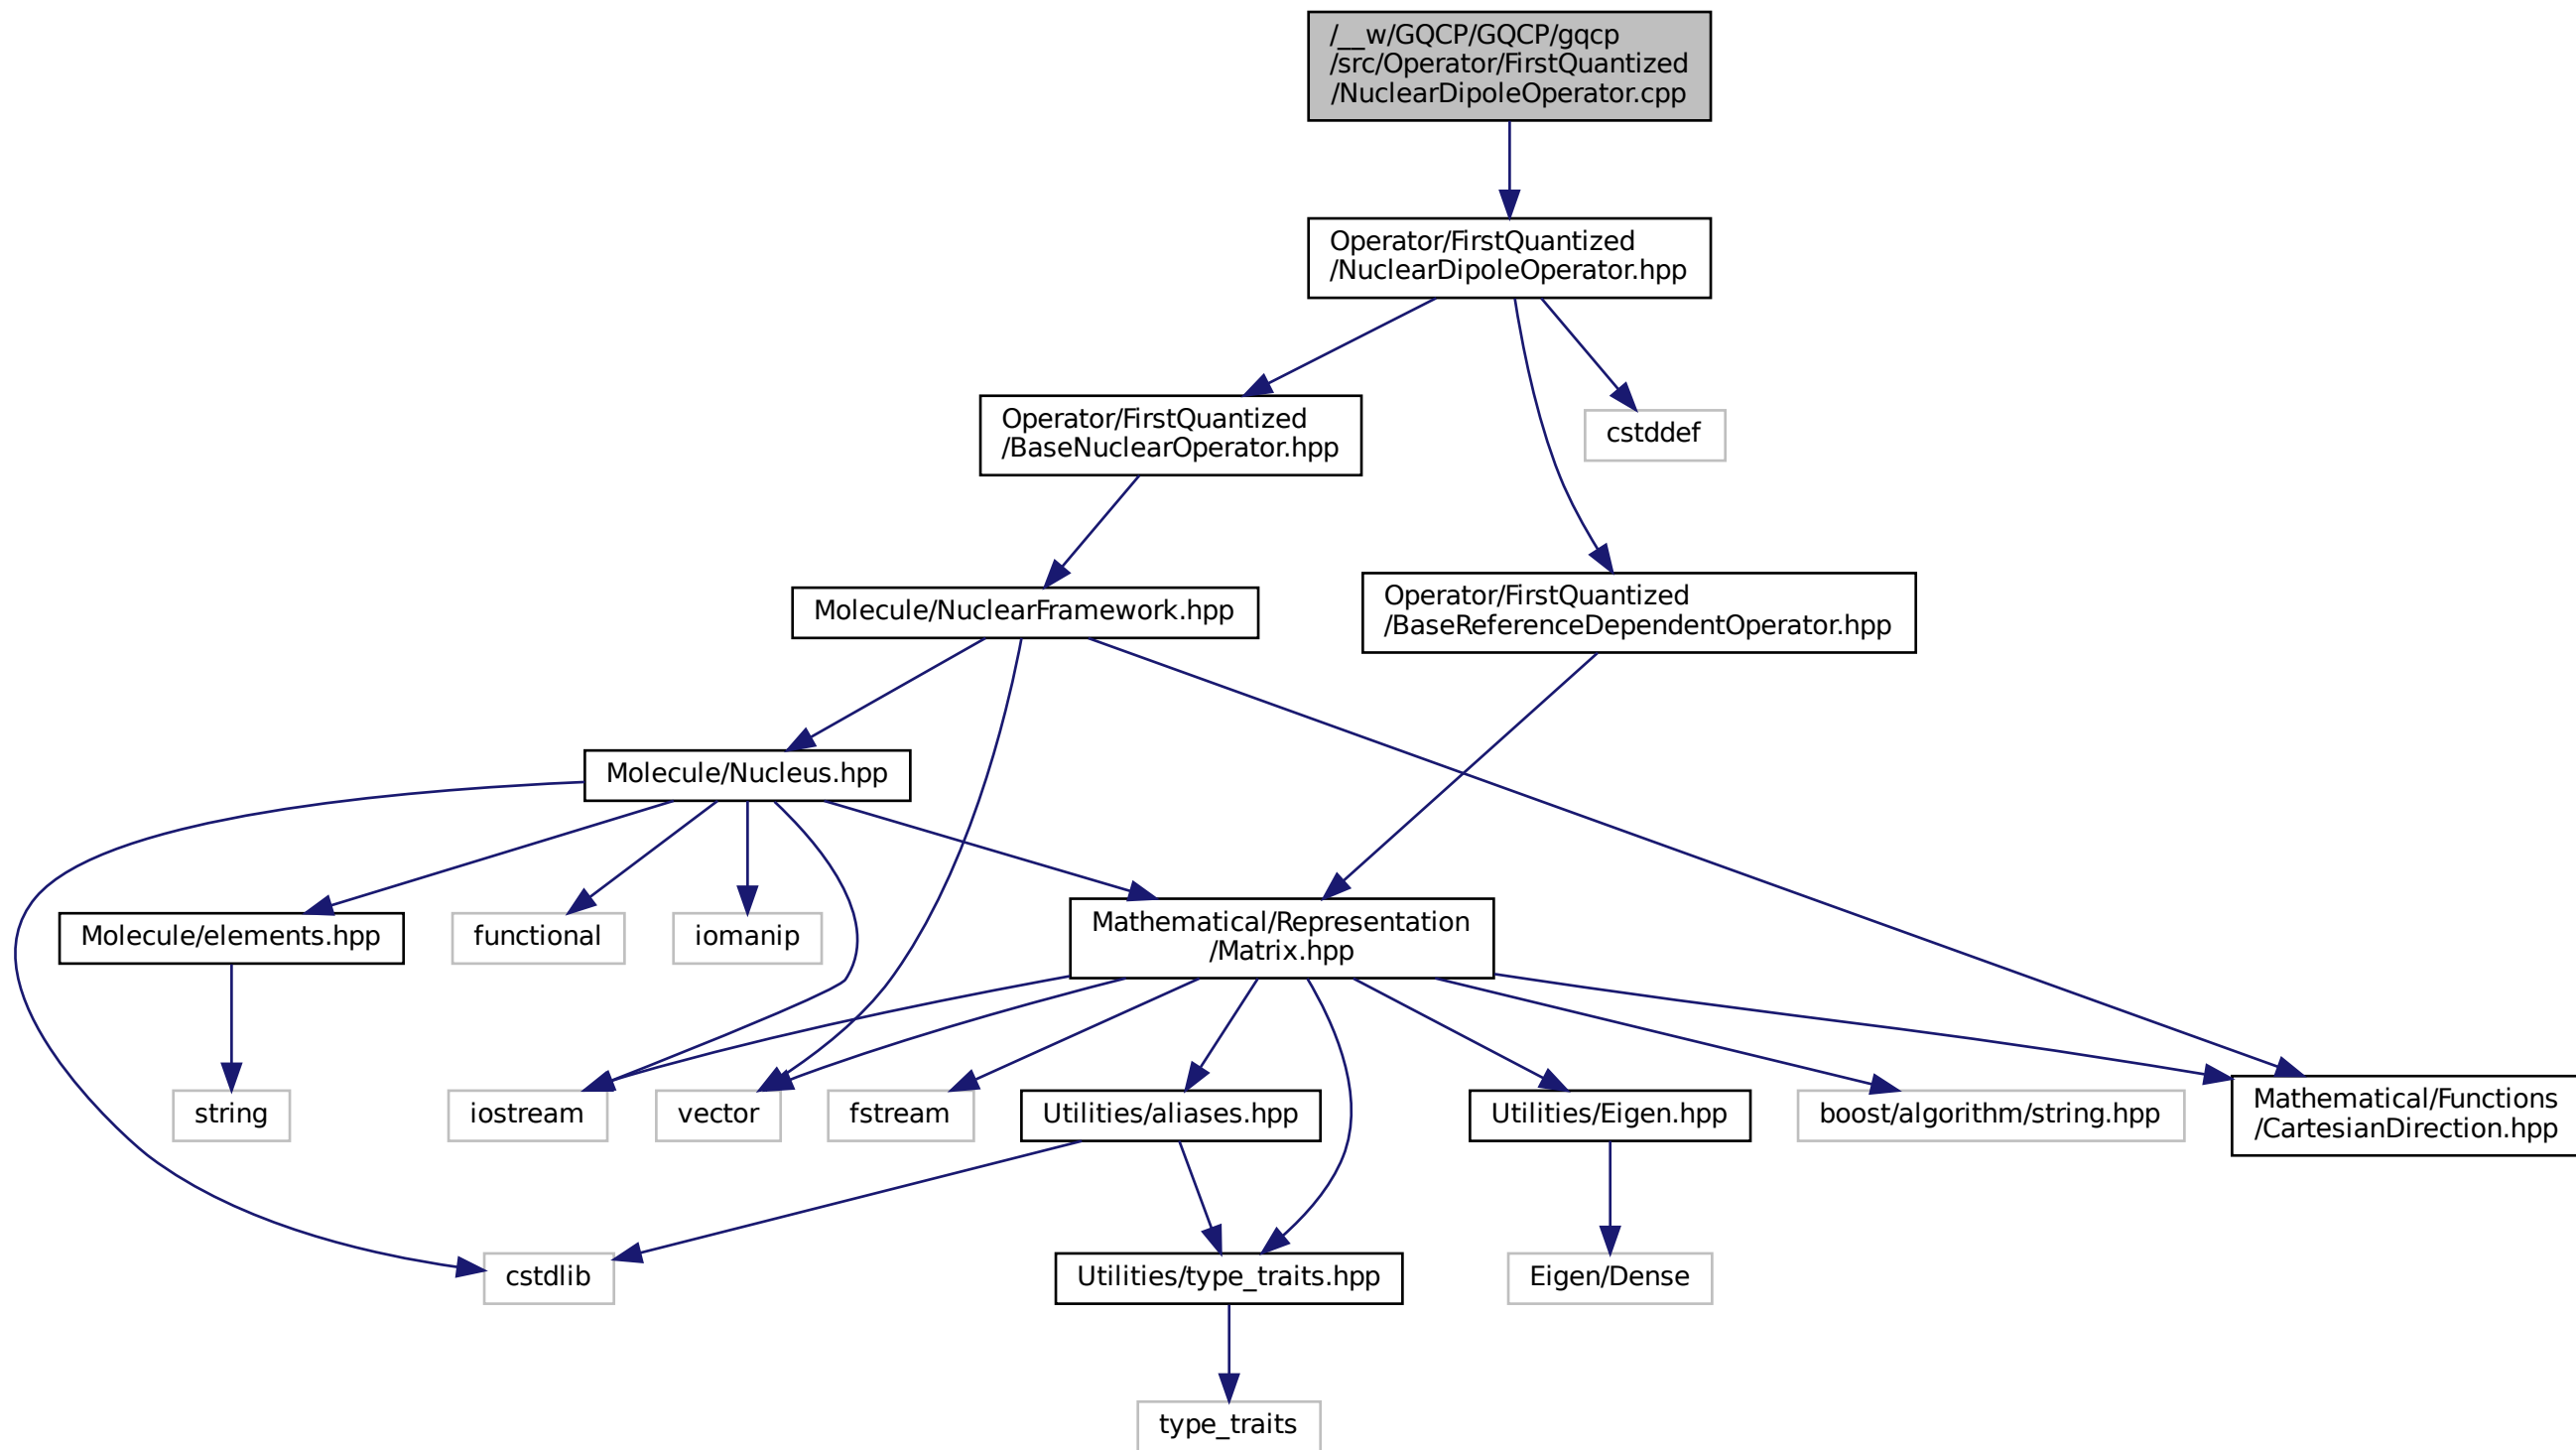 /__w/GQCP/GQCP/gqcp
/src/Operator/FirstQuantized
/NuclearDipoleOperator.cpp
Operator/FirstQuantized
/NuclearDipoleOperator.hpp
Operator/FirstQuantized
/BaseNuclearOperator.hpp
cstddef
Operator/FirstQuantized
/BaseReferenceDependentOperator.hpp
Molecule/NuclearFramework.hpp
Molecule/Nucleus.hpp
Molecule/elements.hpp
functional
iomanip
Mathematical/Representation
/Matrix.hpp
string
iostream
vector
fstream
Utilities/aliases.hpp
Utilities/Eigen.hpp
boost/algorithm/string.hpp
Mathematical/Functions
/CartesianDirection.hpp
cstdlib
Utilities/type_traits.hpp
Eigen/Dense
type_traits